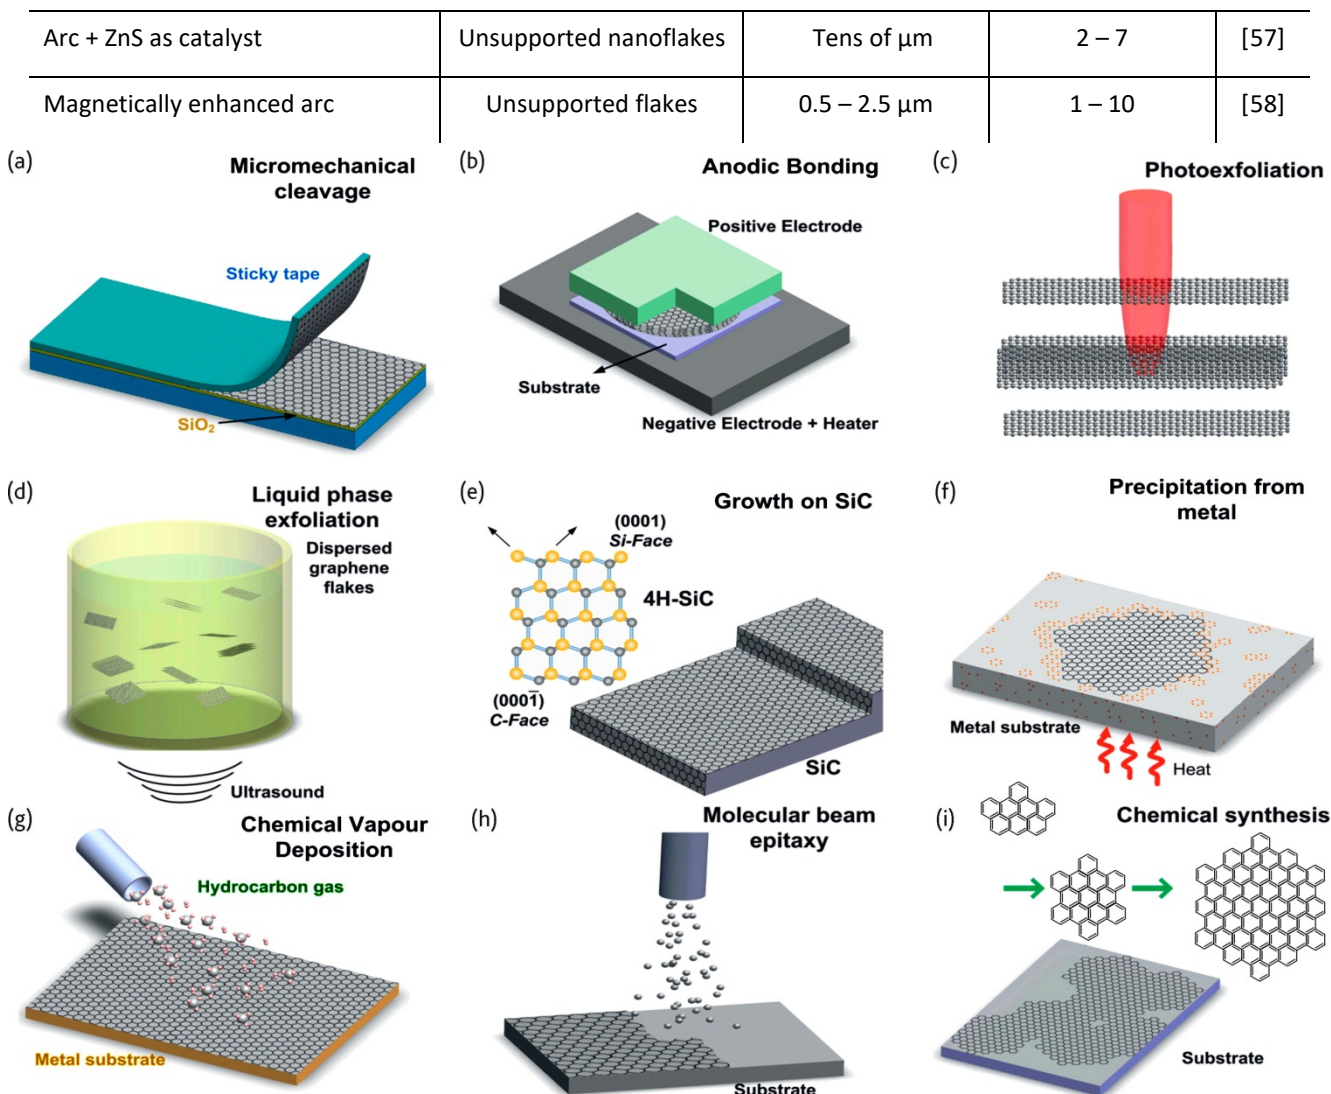 Arc + ZnS as catalyst Unsupported nanoflakes Tens of µm 2 – 7 [57]
Magnetically enhanced arc Unsupported flakes 0.5 – 2.5 µm 1 – 10 [58]
(a)
Micromechanical
cleavage
Sticky tape
SiO₂
(b)
Anodic Bonding
Positive Electrode
Substrate
Negative Electrode + Heater
(c)
Photoexfoliation
(d)
Liquid phase
exfoliation
Dispersed
graphene
flakes
Ultrasound
(e)
Growth on SiC
(0001)
Si-Face
4H-SiC
(0001̄)
C-Face
SiC
(f)
Precipitation from
metal
Metal substrate
Heat
(g)
Chemical Vapour
Deposition
Hydrocarbon gas
Metal substrate
(h)
Molecular beam
epitaxy
Substrate
(i)
Chemical synthesis
Substrate